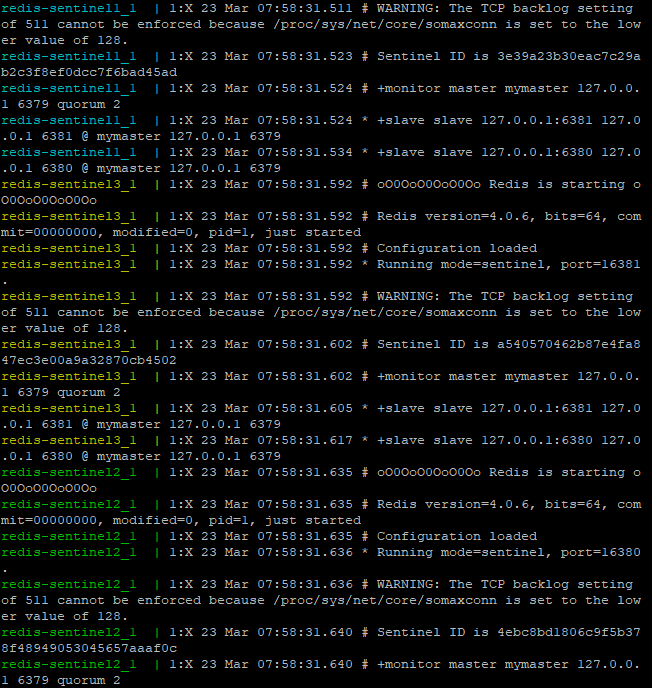 redis-sentinel1_1  | 1:X 23 Mar 07:58:31.511 # WARNING: The TCP backlog setting
of 511 cannot be enforced because /proc/sys/net/core/somaxconn is set to the low
er value of 128.
redis-sentinel1_1  | 1:X 23 Mar 07:58:31.523 # Sentinel ID is 3e39a23b30eac7c29a
b2c3f8ef0dcc7f6bad45ad
redis-sentinel1_1  | 1:X 23 Mar 07:58:31.524 # +monitor master mymaster 127.0.0.
1 6379 quorum 2
redis-sentinel1_1  | 1:X 23 Mar 07:58:31.524 * +slave slave 127.0.0.1:6381 127.0
.0.1 6381 @ mymaster 127.0.0.1 6379
redis-sentinel1_1  | 1:X 23 Mar 07:58:31.534 * +slave slave 127.0.0.1:6380 127.0
.0.1 6380 @ mymaster 127.0.0.1 6379
redis-sentinel3_1  | 1:X 23 Mar 07:58:31.592 # oO0OoO0OoO0Oo Redis is starting o
O0OoO0OoO0Oo
redis-sentinel3_1  | 1:X 23 Mar 07:58:31.592 # Redis version=4.0.6, bits=64, com
mit=00000000, modified=0, pid=1, just started
redis-sentinel3_1  | 1:X 23 Mar 07:58:31.592 # Configuration loaded
redis-sentinel3_1  | 1:X 23 Mar 07:58:31.592 * Running mode=sentinel, port=16381
.
redis-sentinel3_1  | 1:X 23 Mar 07:58:31.592 # WARNING: The TCP backlog setting
of 511 cannot be enforced because /proc/sys/net/core/somaxconn is set to the low
er value of 128.
redis-sentinel3_1  | 1:X 23 Mar 07:58:31.602 # Sentinel ID is a540570462b87e4fa8
47ec3e00a9a32870cb4502
redis-sentinel3_1  | 1:X 23 Mar 07:58:31.602 # +monitor master mymaster 127.0.0.
1 6379 quorum 2
redis-sentinel3_1  | 1:X 23 Mar 07:58:31.605 * +slave slave 127.0.0.1:6381 127.0
.0.1 6381 @ mymaster 127.0.0.1 6379
redis-sentinel3_1  | 1:X 23 Mar 07:58:31.617 * +slave slave 127.0.0.1:6380 127.0
.0.1 6380 @ mymaster 127.0.0.1 6379
redis-sentinel2_1  | 1:X 23 Mar 07:58:31.635 # oO0OoO0OoO0Oo Redis is starting o
O0OoO0OoO0Oo
redis-sentinel2_1  | 1:X 23 Mar 07:58:31.635 # Redis version=4.0.6, bits=64, com
mit=00000000, modified=0, pid=1, just started
redis-sentinel2_1  | 1:X 23 Mar 07:58:31.635 # Configuration loaded
redis-sentinel2_1  | 1:X 23 Mar 07:58:31.636 * Running mode=sentinel, port=16380
.
redis-sentinel2_1  | 1:X 23 Mar 07:58:31.636 # WARNING: The TCP backlog setting
of 511 cannot be enforced because /proc/sys/net/core/somaxconn is set to the low
er value of 128.
redis-sentinel2_1  | 1:X 23 Mar 07:58:31.640 # Sentinel ID is 4ebc8bd1806c9f5b37
8f48949053045657aaaf0c
redis-sentinel2_1  | 1:X 23 Mar 07:58:31.640 # +monitor master mymaster 127.0.0.
1 6379 quorum 2